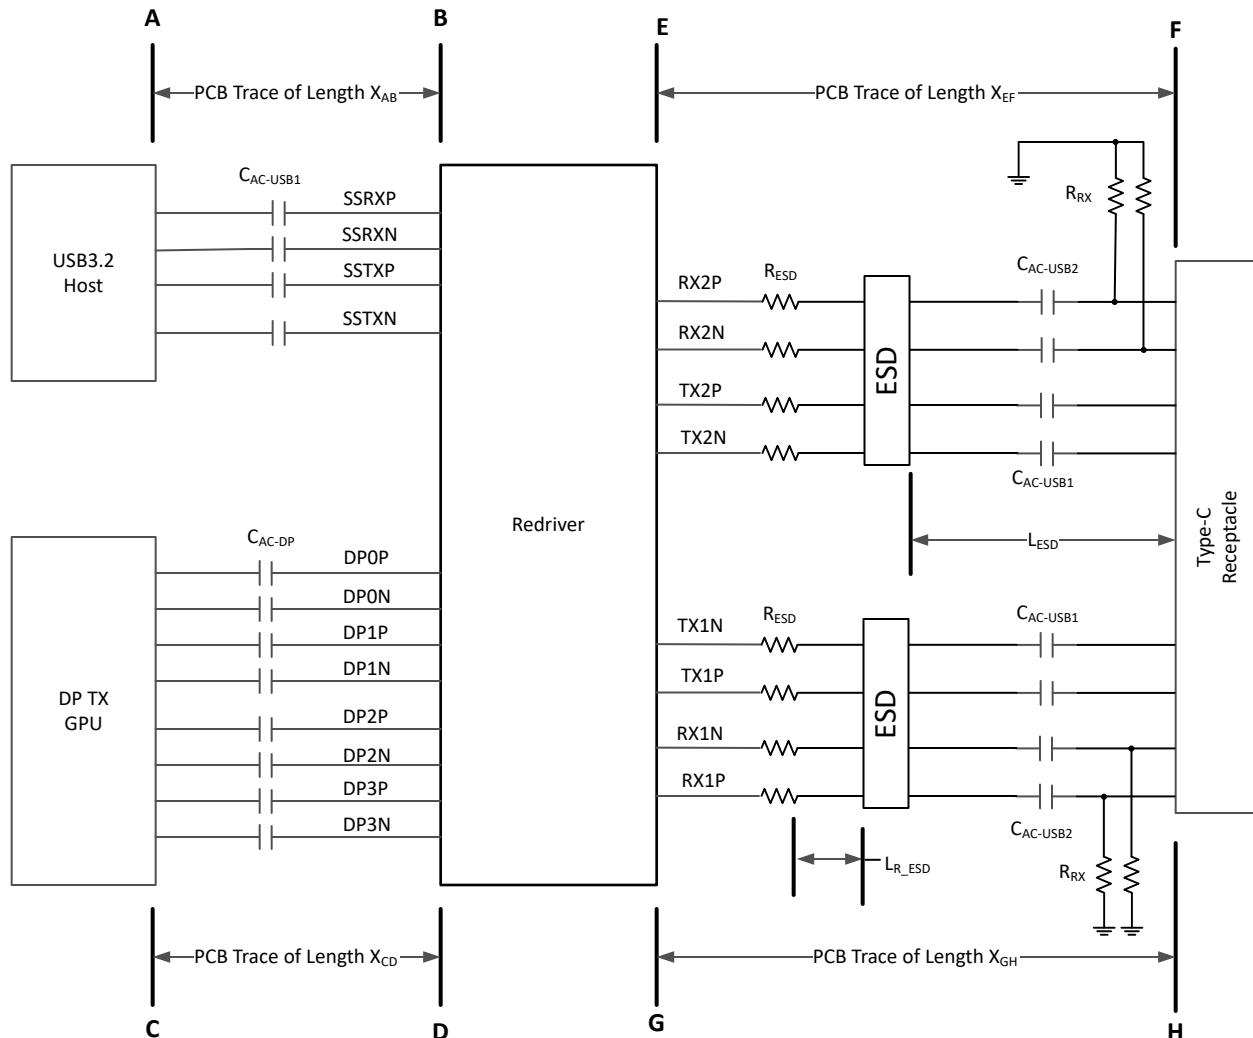 A
B
E
F
PCB Trace of Length XAB
PCB Trace of Length XEF
CAC-USB1
SSRXP
SSRXN
SSTXP
SSTXN
USB3.2
Host
RRX
RX2P
RESD
CAC-USB2
RX2N
TX2P
TX2N
ESD
CAC-USB1
Redriver
LESD
Type-C
Receptacle
CAC-DP
DP0P
DP0N
DP1P
DP1N
DP2P
DP2N
DP3P
DP3N
DP TX
GPU
TX1N
RESD
CAC-USB1
TX1P
RX1N
RX1P
ESD
CAC-USB2
LR_ESD
RRX
PCB Trace of Length XCD
PCB Trace of Length XGH
C
D
G
H